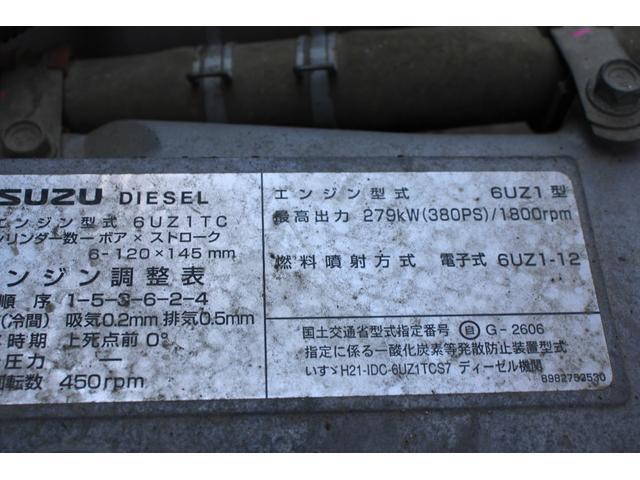 SUZU DIESEL
エンジン型式 6UZ1TC
シリンダー数ーボア×ストローク
6-120×145mm
ンジン調整表
順序 1-5-3-6-2-4
(冷間) 吸気0.2mm 排気0.5mm
時期 上死点前 0°
圧力 —
回転数 450rpm
エンジン型式 6UZ1型
最高出力 279kW(380PS)/1800rpm
燃料噴射方式 電子式 6UZ1-12
国土交通省型式指定番号 自 G-2606
指定に係る一酸化炭素等発散防止装置型式
いすゞH21-IDC-6UZ1TCS7 ディーゼル機関
8982753530